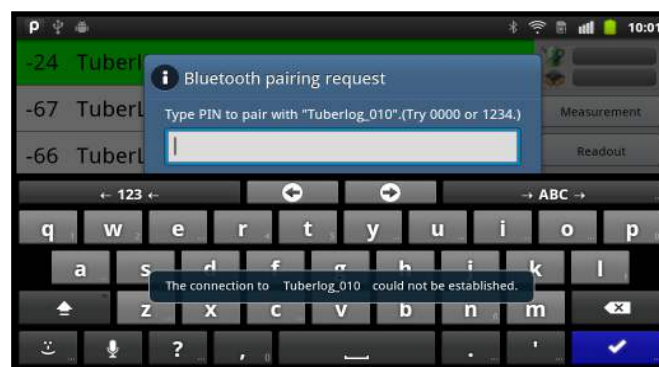 10:01
-24 Tuberl
Bluetooth pairing request
-67 TuberL
Type PIN to pair with "Tuberlog_010".(Try 0000 or 1234.)
Measurement
-66 TuberL
Readout
← 123 ←
→ ABC →
q w e r t y u i o p
a s d f g h j k l
The connection to Tuberlog_010 could not be established.
z x c v b n m
? , . '